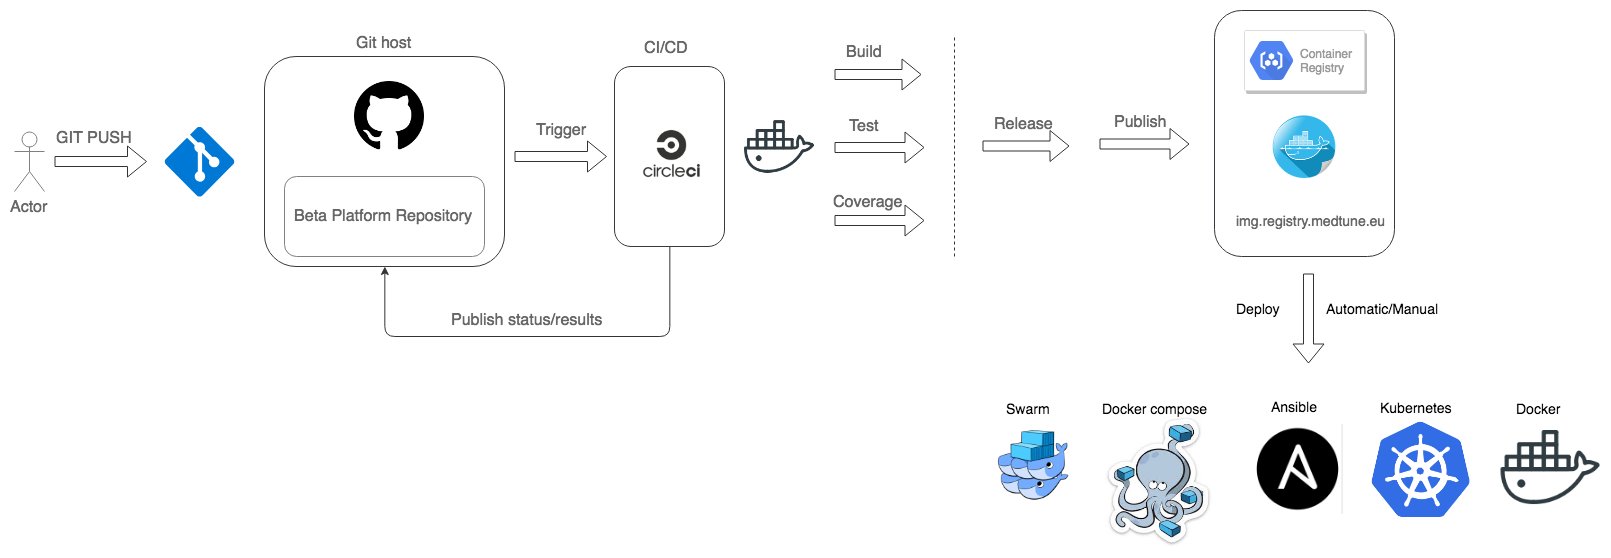 Git host
CI/CD
Build
Container
Registry
GIT PUSH
Trigger
Test
Release
Publish
circleci
Actor
Beta Platform Repository
Coverage
img.registry.medtune.eu
Publish status/results
Deploy
Automatic/Manual
Swarm
Docker compose
Ansible
Kubernetes
Docker